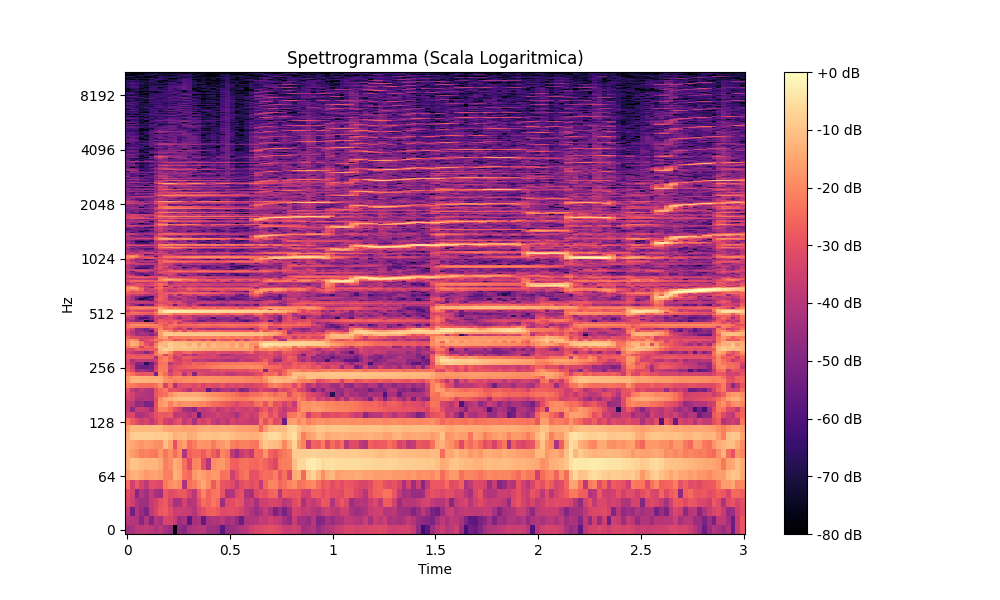 Spettrogramma (Scala Logaritmica)
8192
4096
2048
1024
512
256
128
64
0
Hz
0
0.5
1
1.5
2
2.5
3
Time
+0 dB
-10 dB
-20 dB
-30 dB
-40 dB
-50 dB
-60 dB
-70 dB
-80 dB